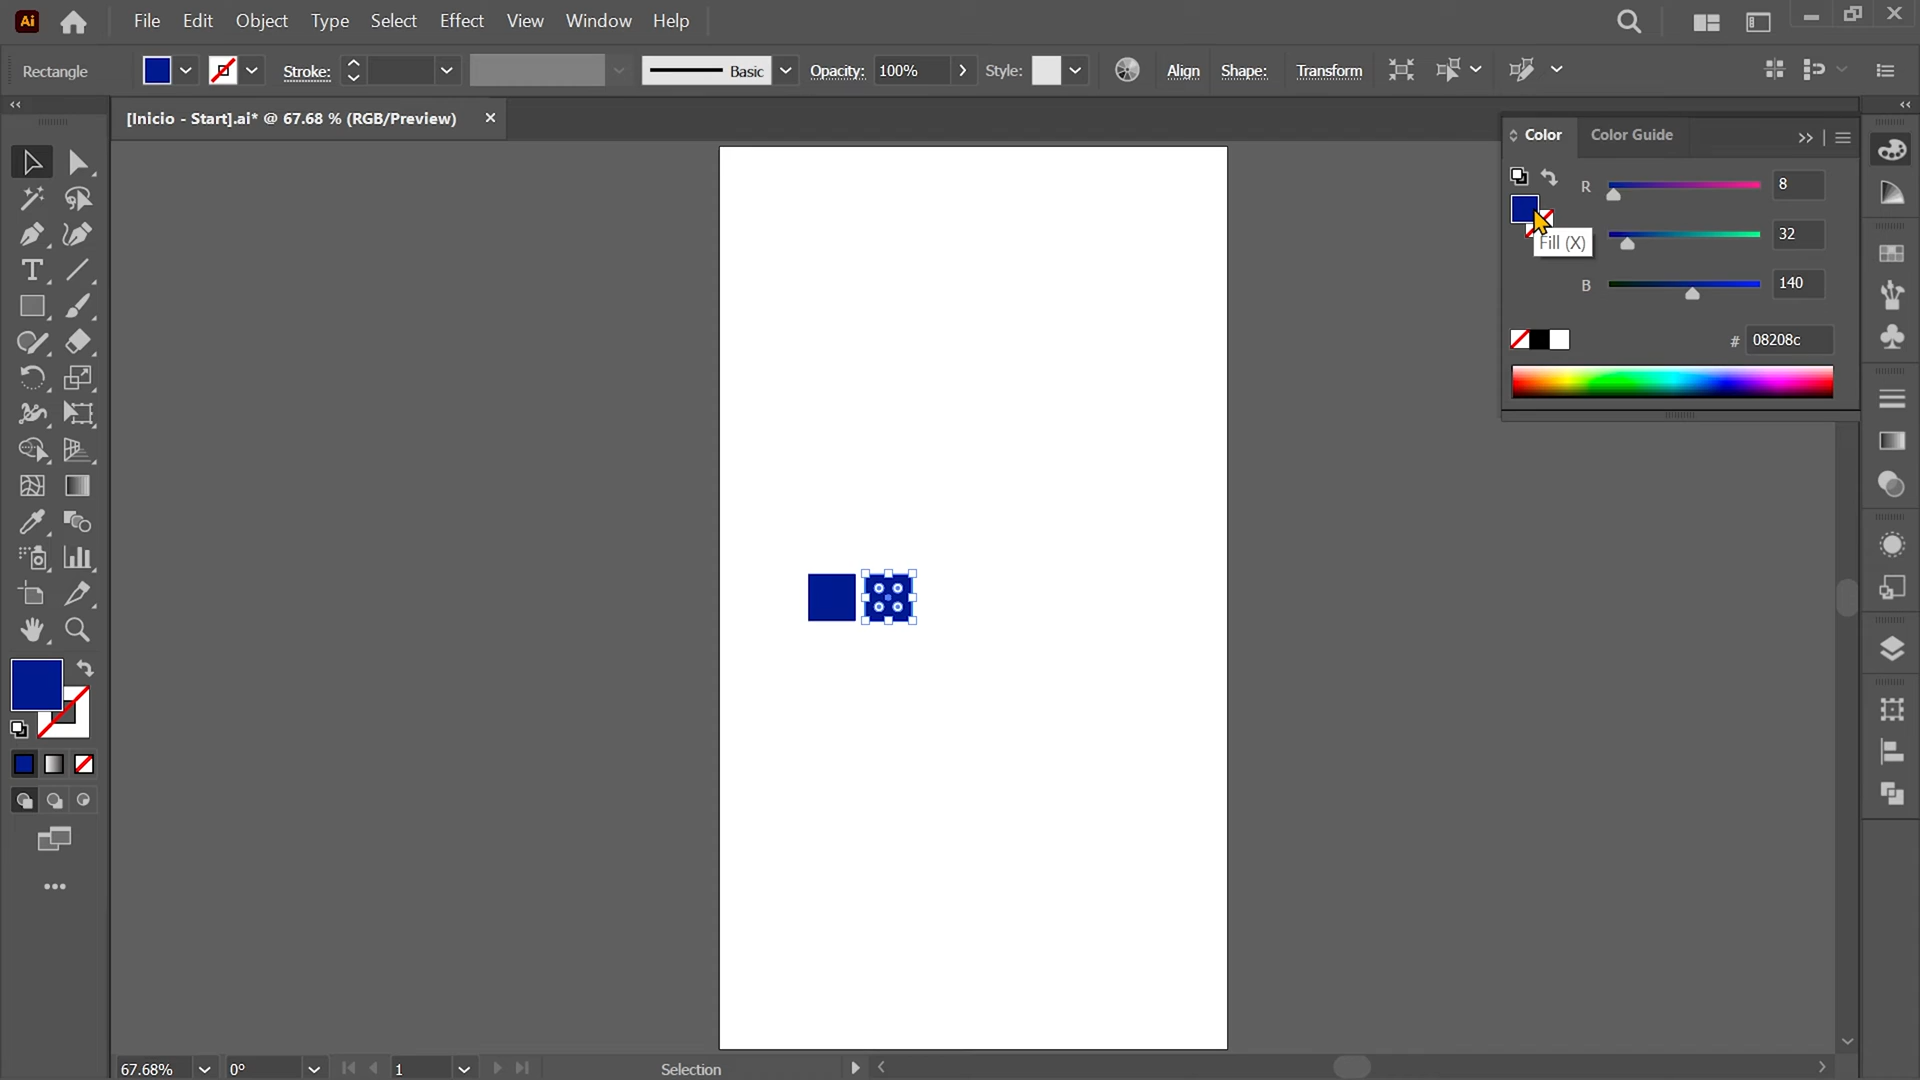 Ai File Edit Object Type Select Effect View Window Help
Rectangle Stroke: Basic Opacity: 100% Style: Align Shape: Transform
[Inicio - Start].ai* @ 67.68 % (RGB/Preview)
Color Color Guide
R 8
Fill (X)
32
B 140
# 08208c
T
67.68% 0° 1 Selection